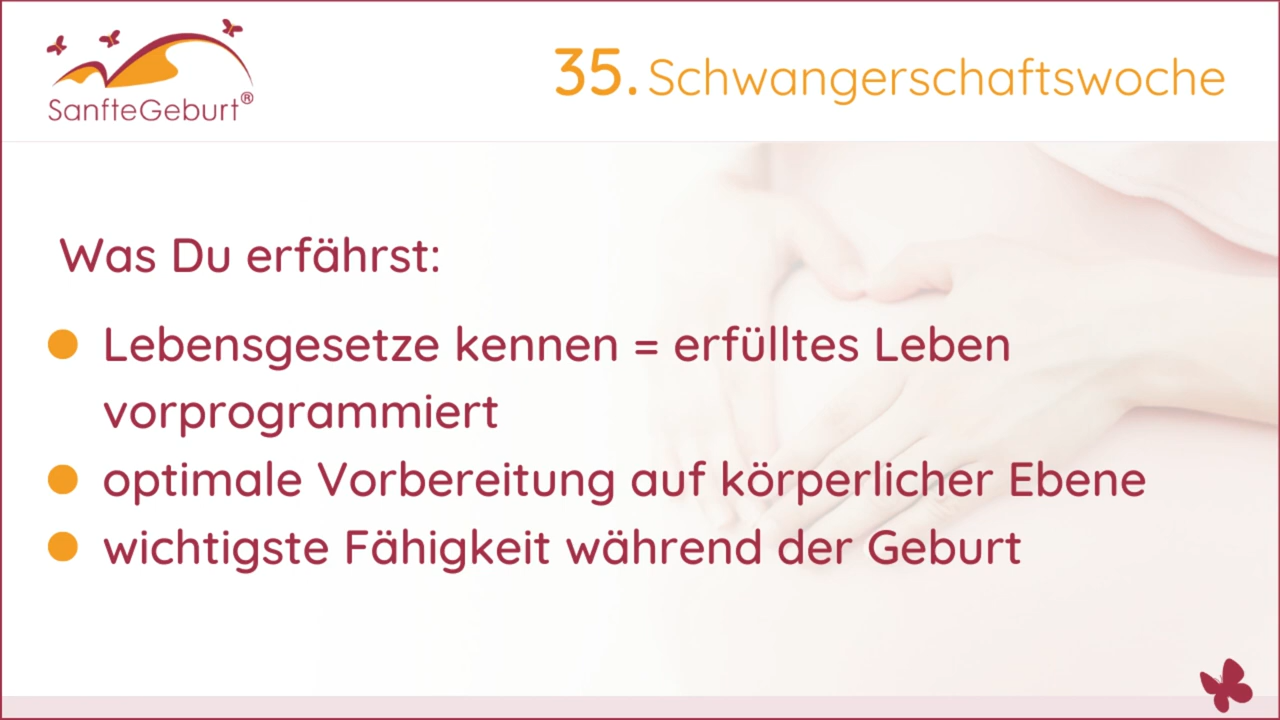 SanfteGeburt®
35. Schwangerschaftswoche
Was Du erfährst:
Lebensgesetze kennen = erfülltes Leben
vorprogrammiert
optimale Vorbereitung auf körperlicher Ebene
wichtigste Fähigkeit während der Geburt